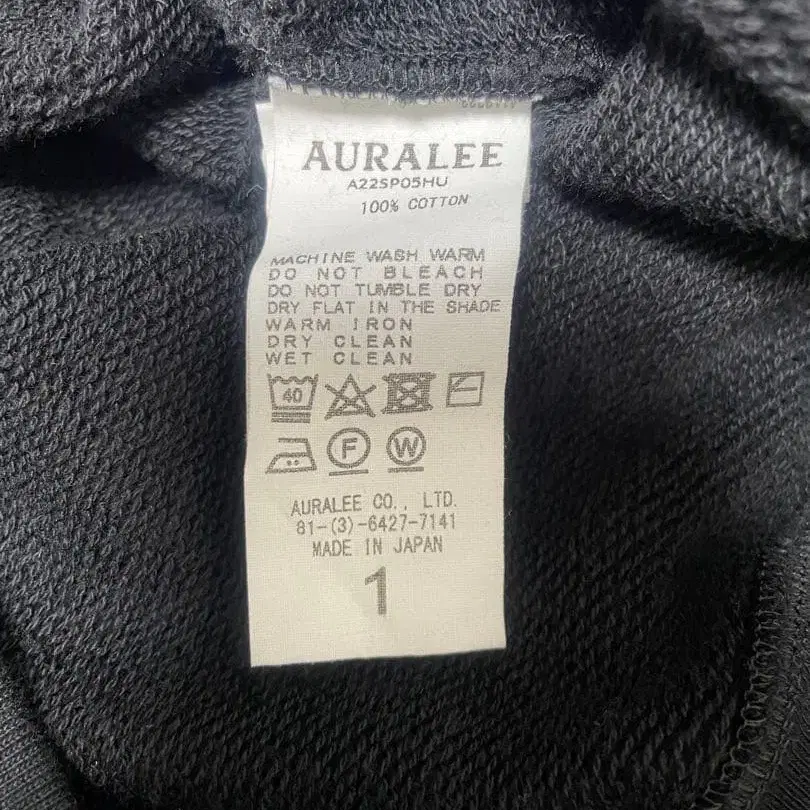 AURALEE
A22SP05HU
100% COTTON
MACHINE WASH WARM
DO NOT BLEACH
DO NOT TUMBLE DRY
DRY FLAT IN THE SHADE
WARM IRON
DRY CLEAN
WET CLEAN
40
F W
AURALEE CO., LTD.
81-(3)-6427-7141
MADE IN JAPAN
1